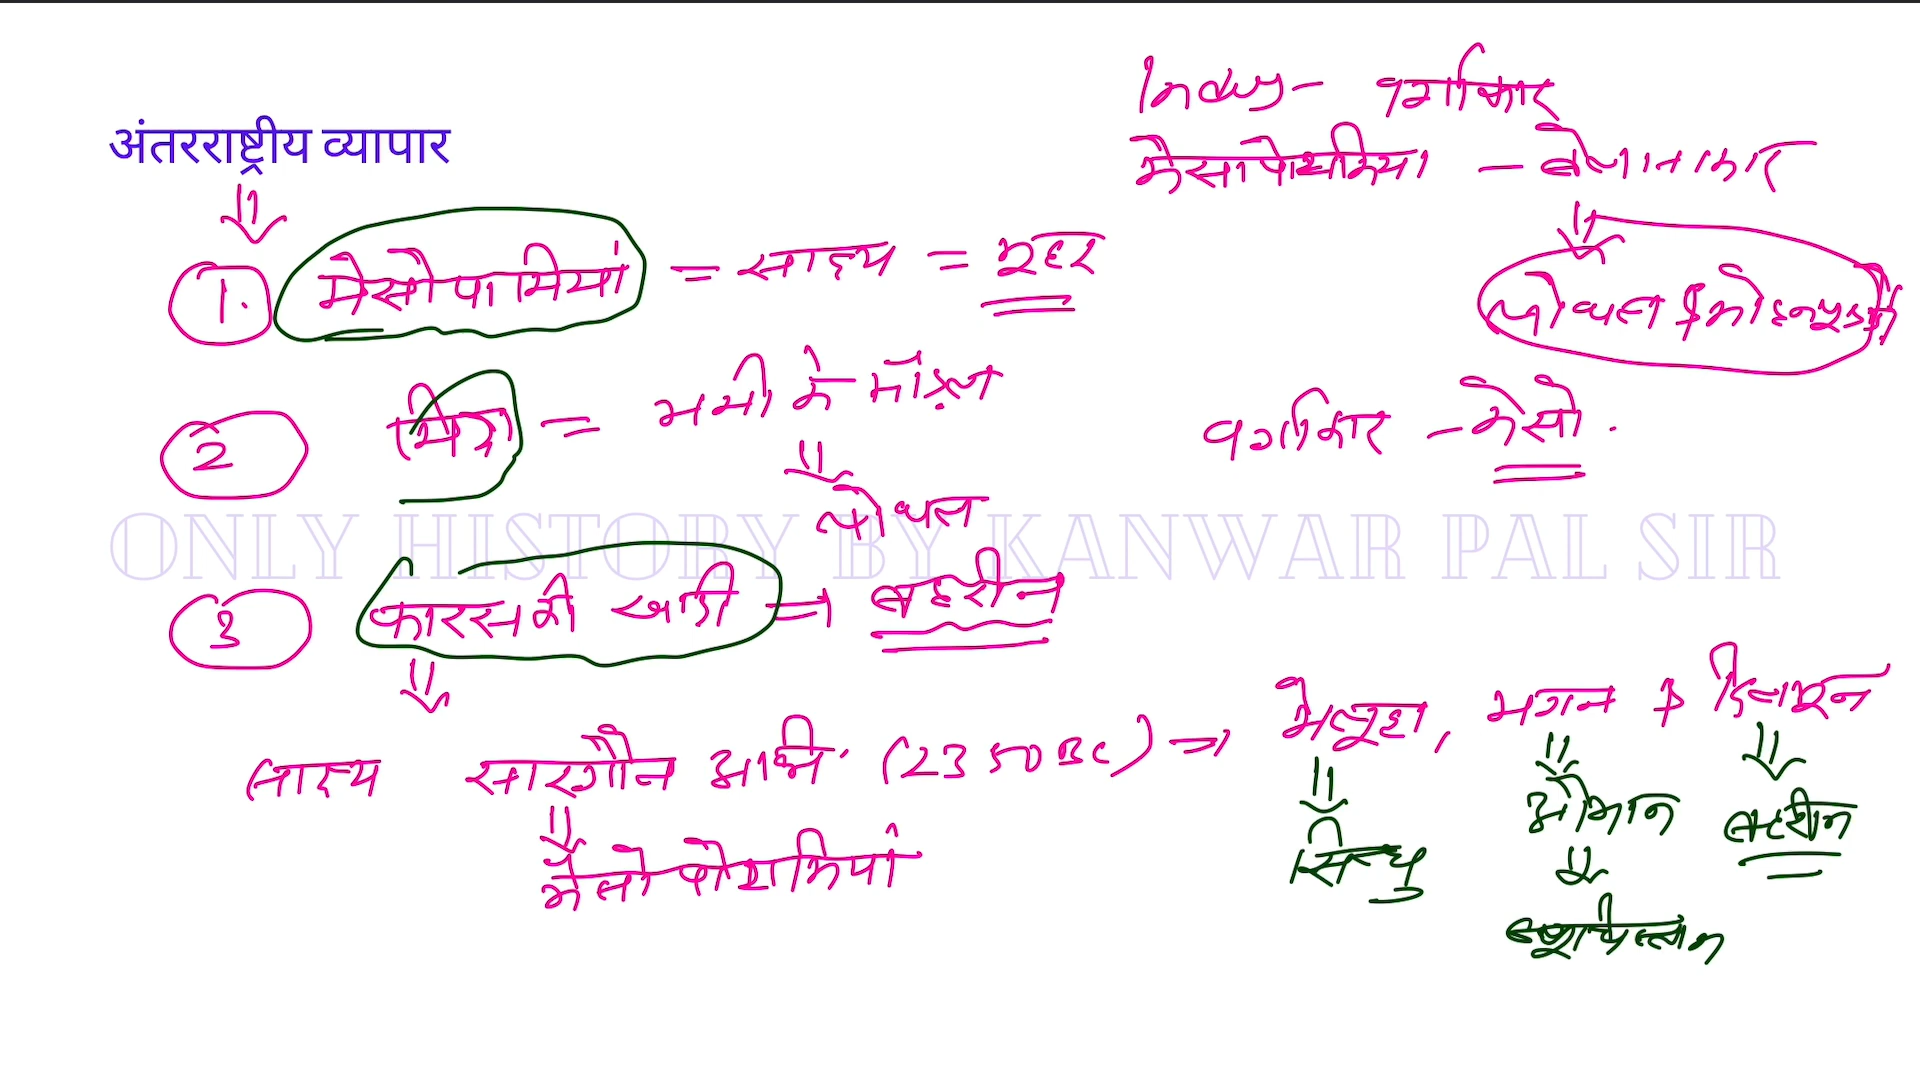 अंतरराष्ट्रीय व्यापार
1. मैसोपोटामियां = साक्ष्य = मुहर
2 मिस्र = ममी के मॉडल
लोथल
3 फारस की खाडी ⇒ बहरीन
साक्ष्य सारगौन अभि. (2350 BC) ⇒ मेलूहा, मगन $ दिलमून
मैसोपोटामियां
सिन्धु
ओमान
बलूचिस्तान
बहरीन
Indus - वर्गाकार
मैसोपोटामिया - बेलनाकार
लोथल $ मोहनजुदड़ो
वर्गाकार - मेसो.
ONLY HISTORY BY KANWAR PAL SIR